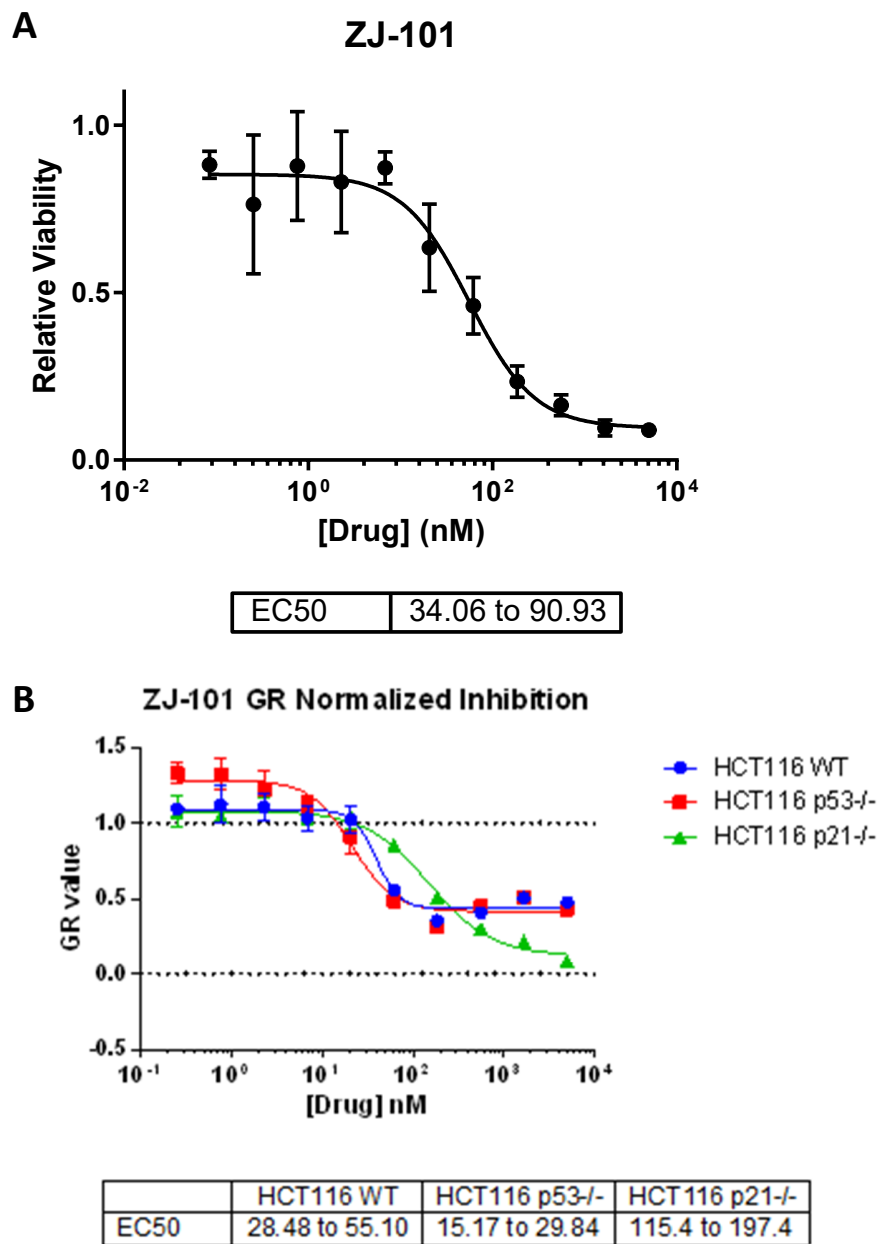 A
ZJ-101
1.0
0.5
0.0
Relative Viability
10-2 100 102 104
[Drug] (nM)
EC50 34.06 to 90.93
B
ZJ-101 GR Normalized Inhibition
1.5
1.0
0.5
0.0
-0.5
GR value
10-1 100 101 102 103 104
[Drug] nM
HCT116 WT
HCT116 p53-/-
HCT116 p21-/-
HCT116 WT HCT116 p53-/- HCT116 p21-/-
EC50 28.48 to 55.10 15.17 to 29.84 115.4 to 197.4